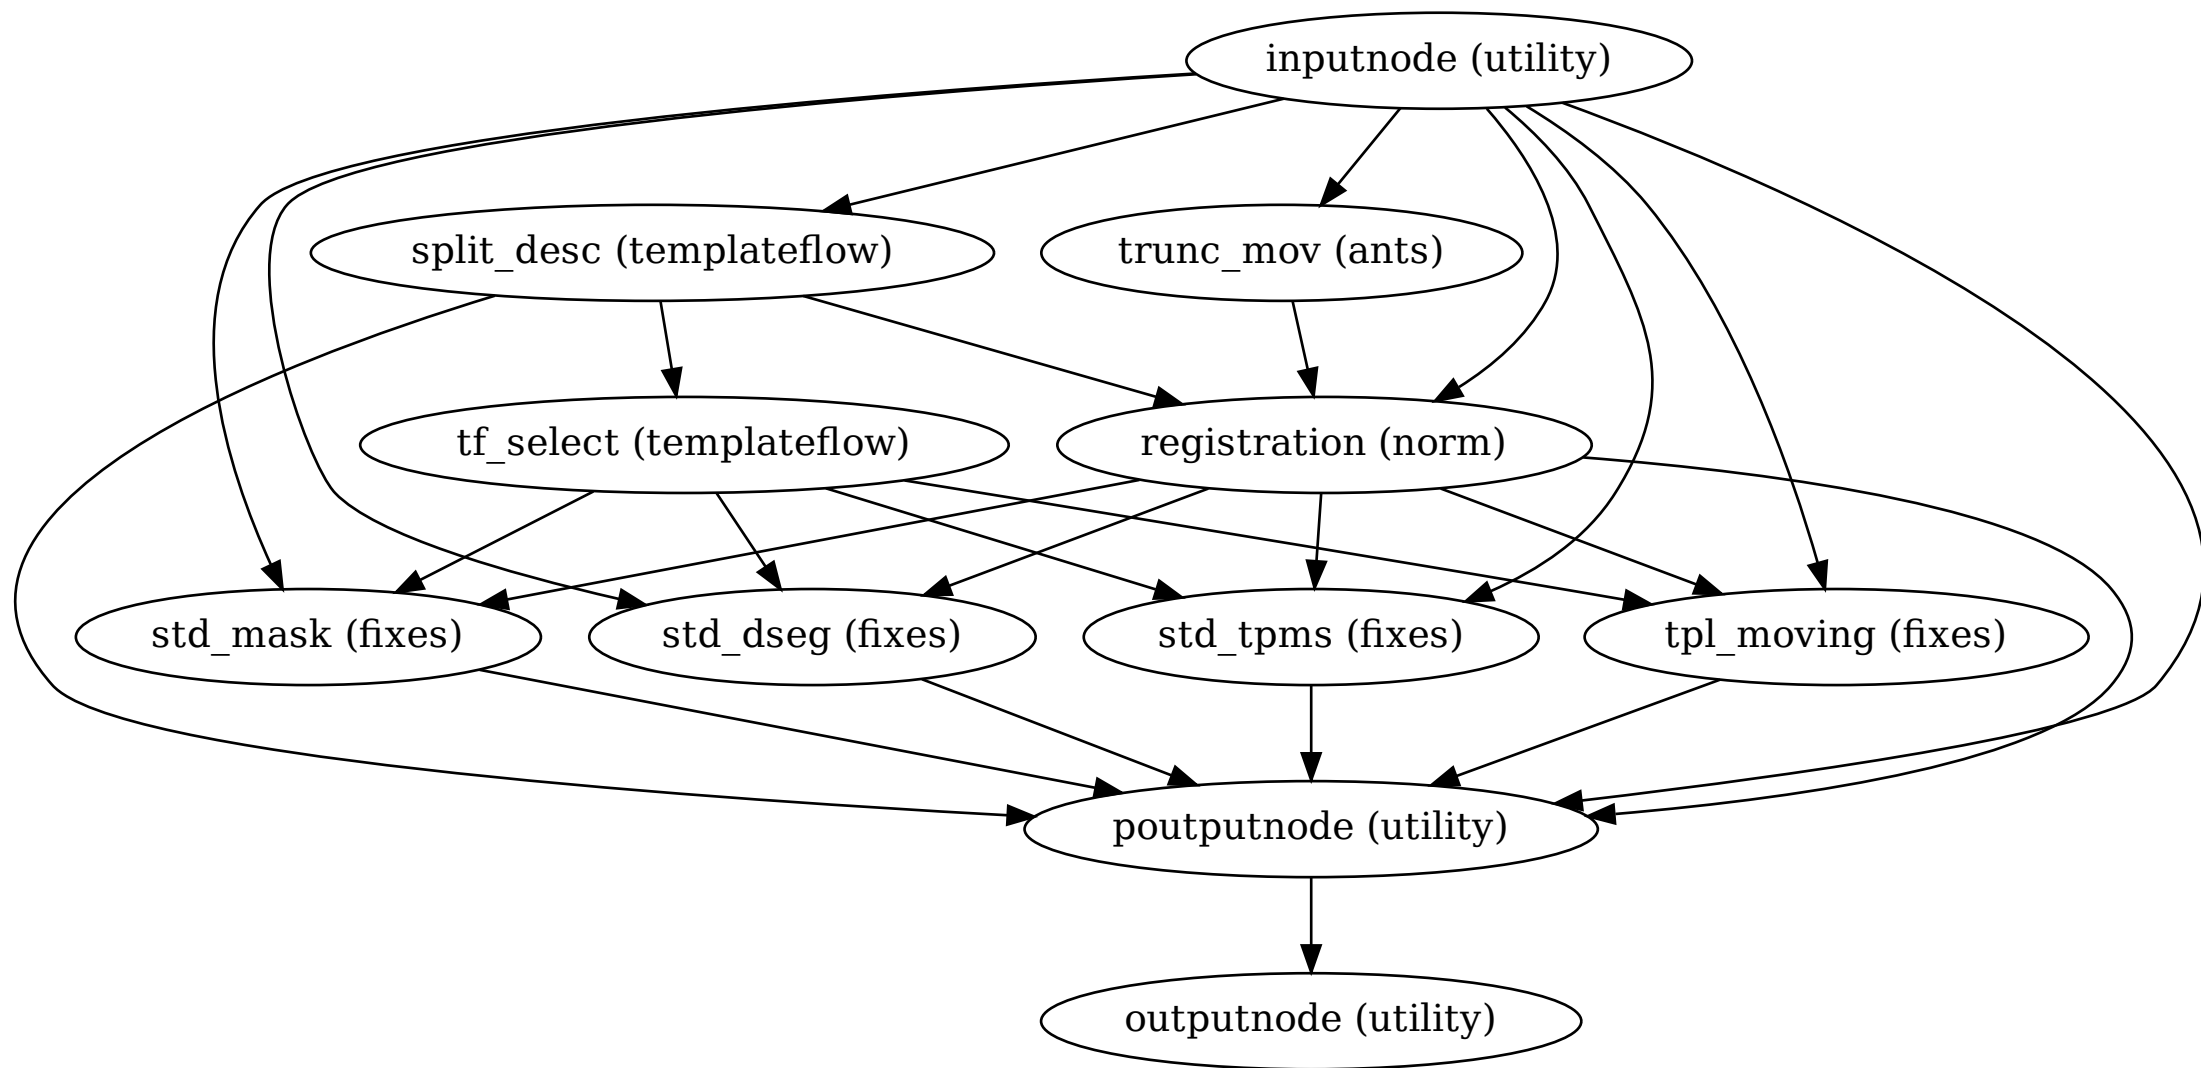 inputnode (utility)
split_desc (templateflow)
trunc_mov (ants)
tf_select (templateflow)
registration (norm)
std_mask (fixes)
std_dseg (fixes)
std_tpms (fixes)
tpl_moving (fixes)
poutputnode (utility)
outputnode (utility)